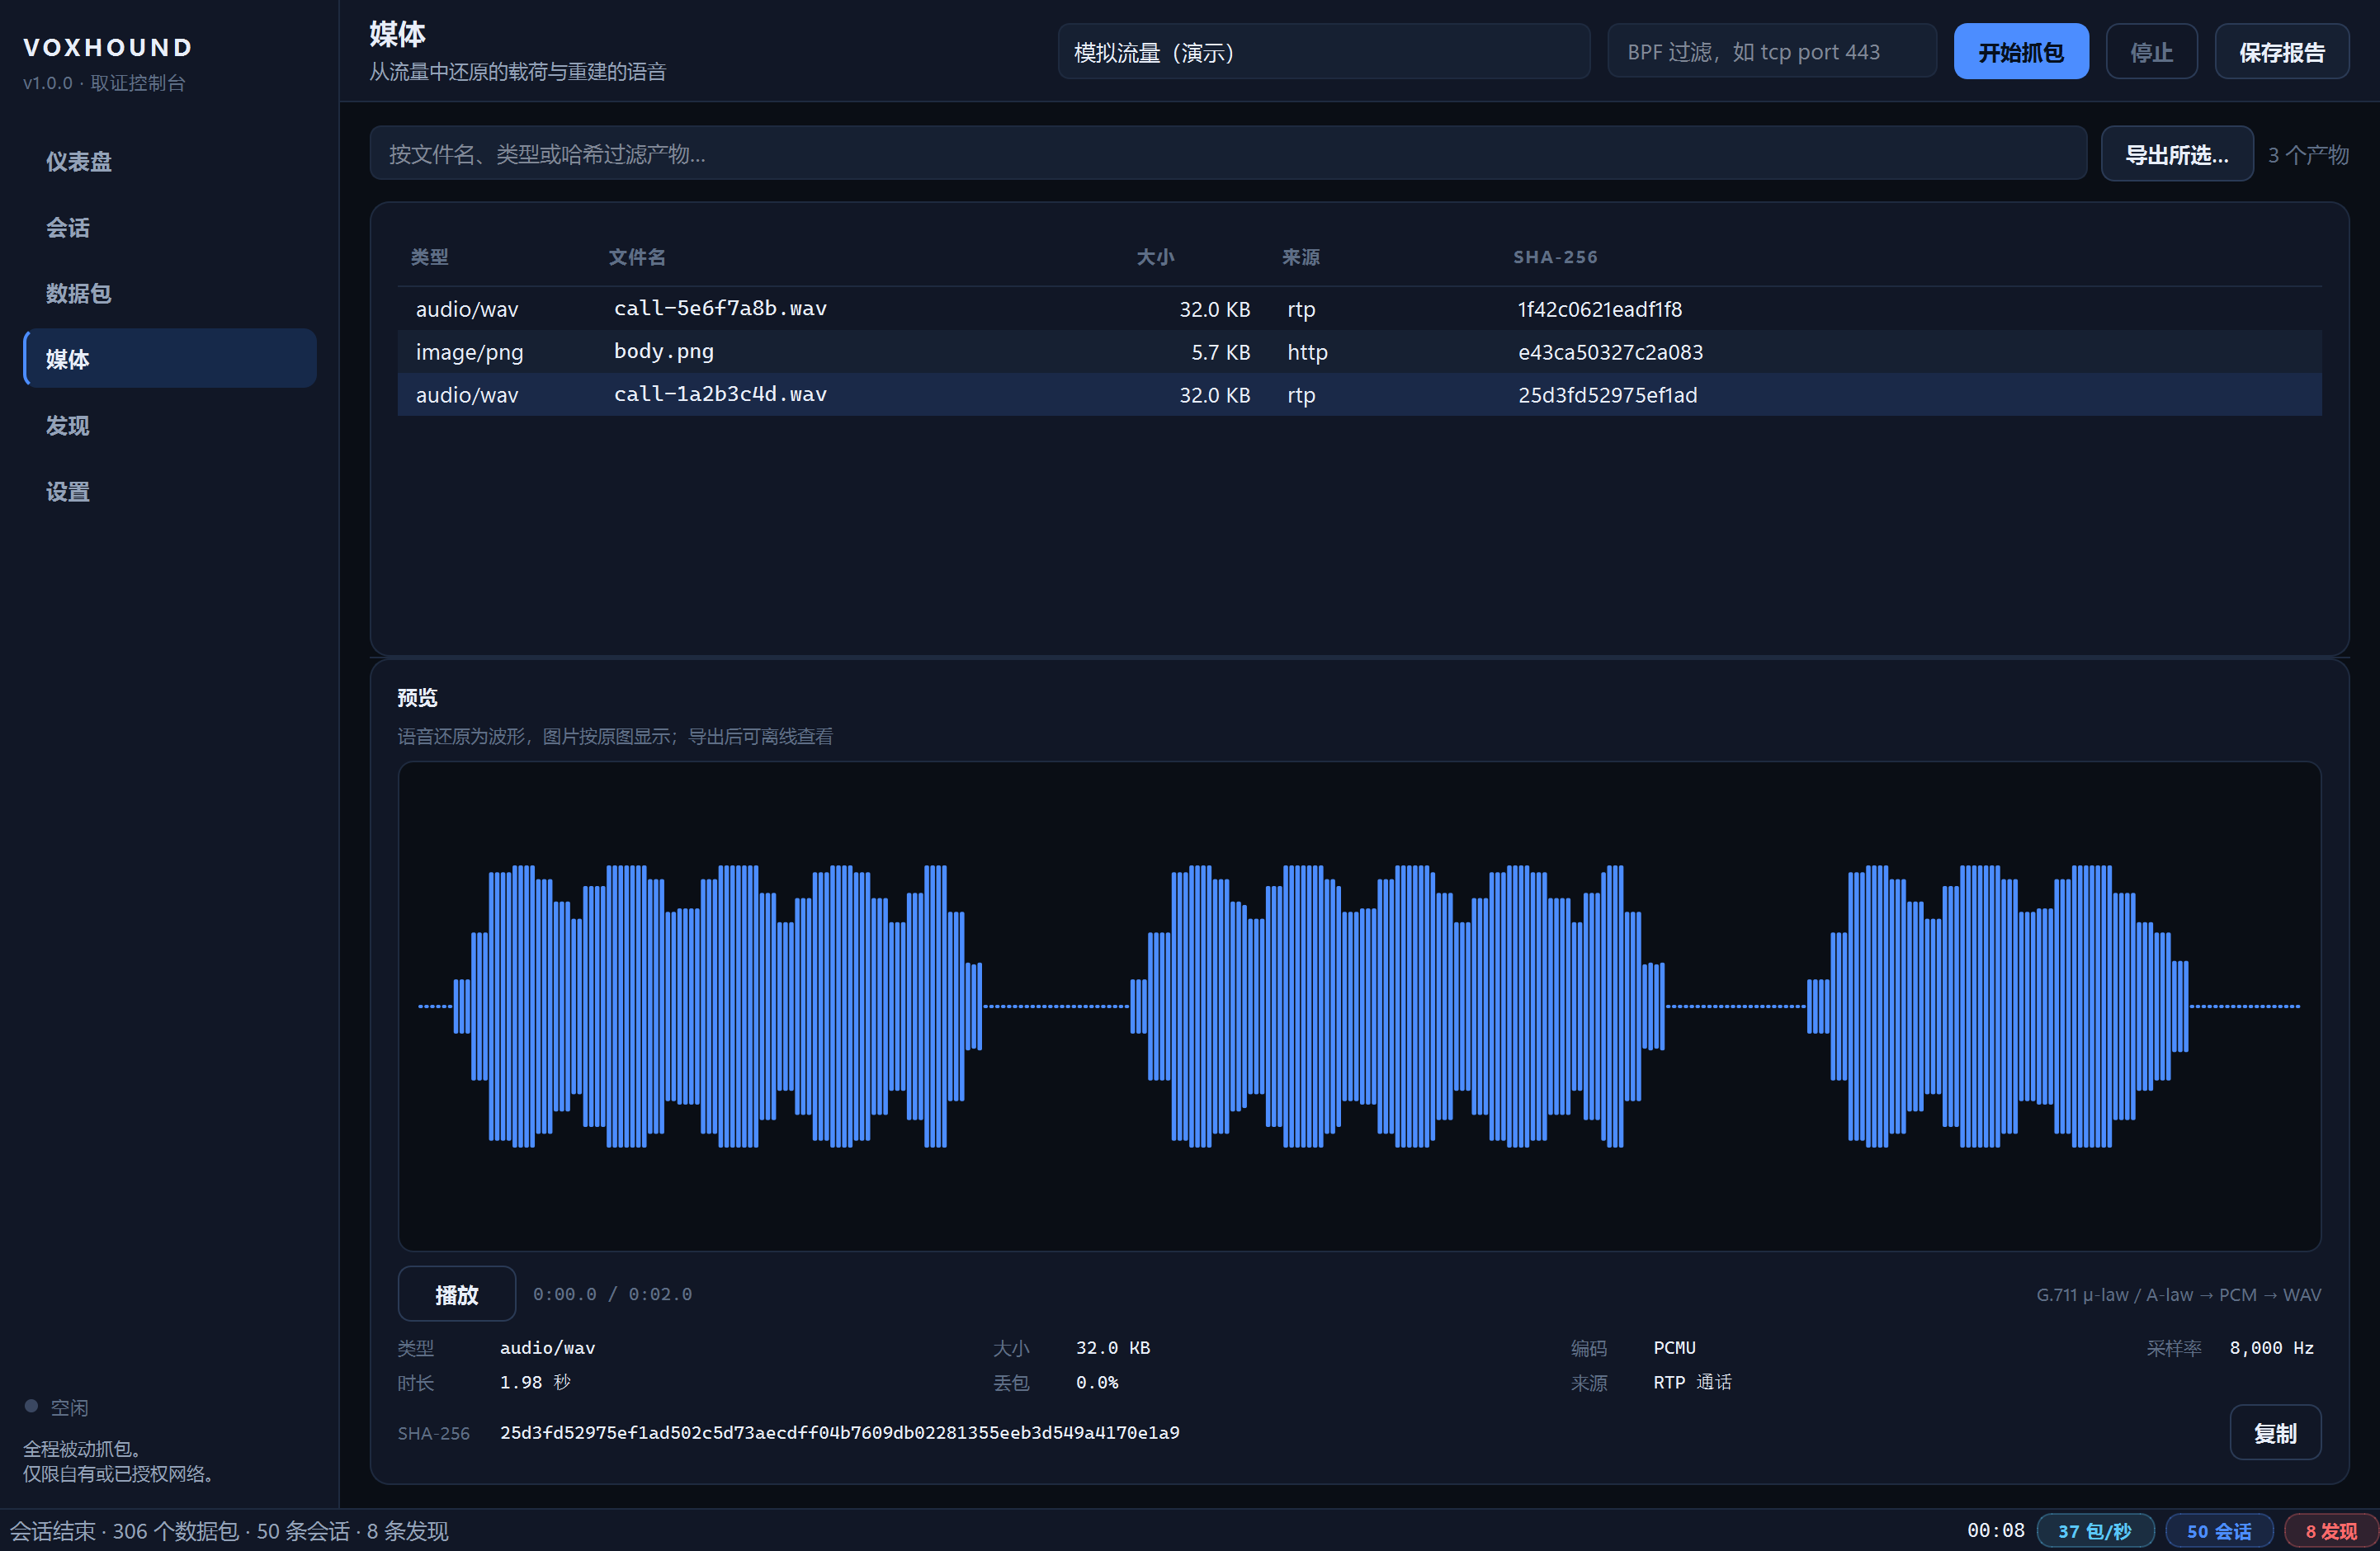 VOXHOUND
v1.0.0 · 取证控制台
仪表盘
会话
数据包
媒体
发现
设置
空闲
全程被动抓包。
仅限自有或已授权网络。
媒体
从流量中还原的载荷与重建的语音
模拟流量（演示）
BPF 过滤，如 tcp port 443
开始抓包
停止
保存报告
按文件名、类型或哈希过滤产物...
导出所选...
3 个产物
类型 文件名 大小 来源 SHA-256
audio/wav call-5e6f7a8b.wav 32.0 KB rtp 1f42c0621eadf1f8
image/png body.png 5.7 KB http e43ca50327c2a083
audio/wav call-1a2b3c4d.wav 32.0 KB rtp 25d3fd52975ef1ad
预览
语音还原为波形，图片按原图显示；导出后可离线查看
播放 0:00.0 / 0:02.0 G.711 μ-law / A-law → PCM → WAV
类型 audio/wav 大小 32.0 KB 编码 PCMU 采样率 8,000 Hz
时长 1.98 秒 丢包 0.0% 来源 RTP 通话
SHA-256 25d3fd52975ef1ad502c5d73aecdff04b7609db02281355eeb3d549a4170e1a9 复制
会话结束 · 306 个数据包 · 50 条会话 · 8 条发现 00:08 37 包/秒 50 会话 8 发现